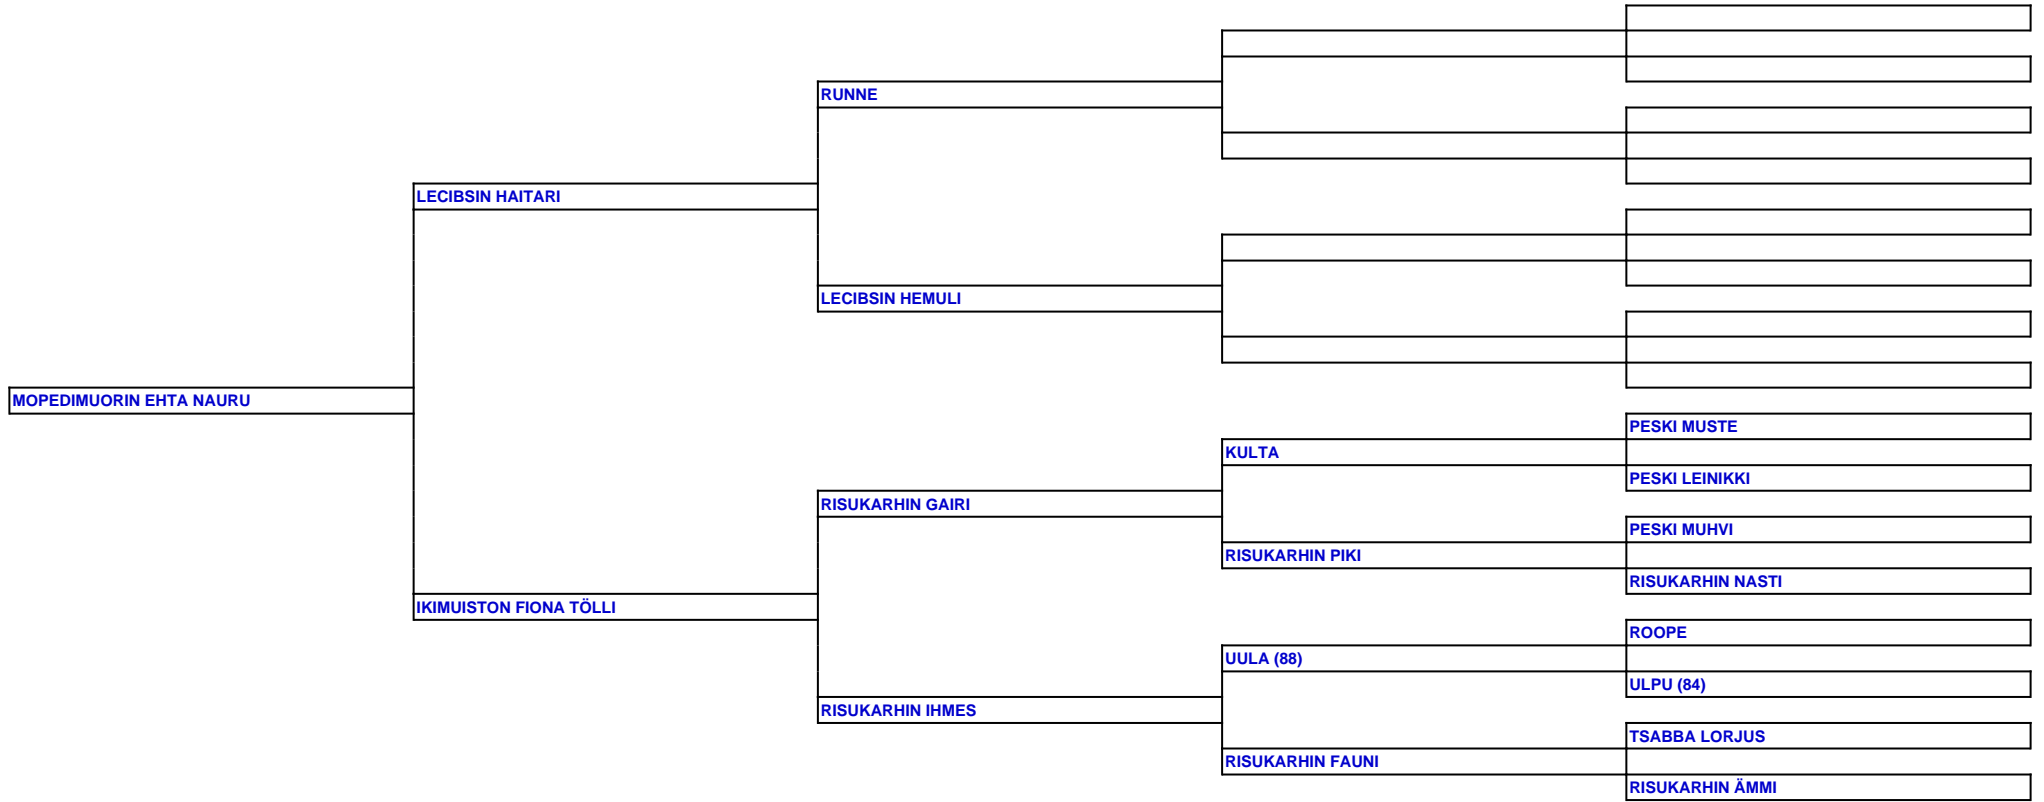 RUNNE
LECIBSIN HAITARI
LECIBSIN HEMULI
MOPEDIMUORIN EHTA NAURU
PESKI MUSTE
KULTA
PESKI LEINIKKI
RISUKARHIN GAIRI
PESKI MUHVI
RISUKARHIN PIKI
RISUKARHIN NASTI
IKIMUISTON FIONA TÖLLI
ROOPE
UULA (88)
ULPU (84)
RISUKARHIN IHMES
TSABBA LORJUS
RISUKARHIN FAUNI
RISUKARHIN ÄMMI